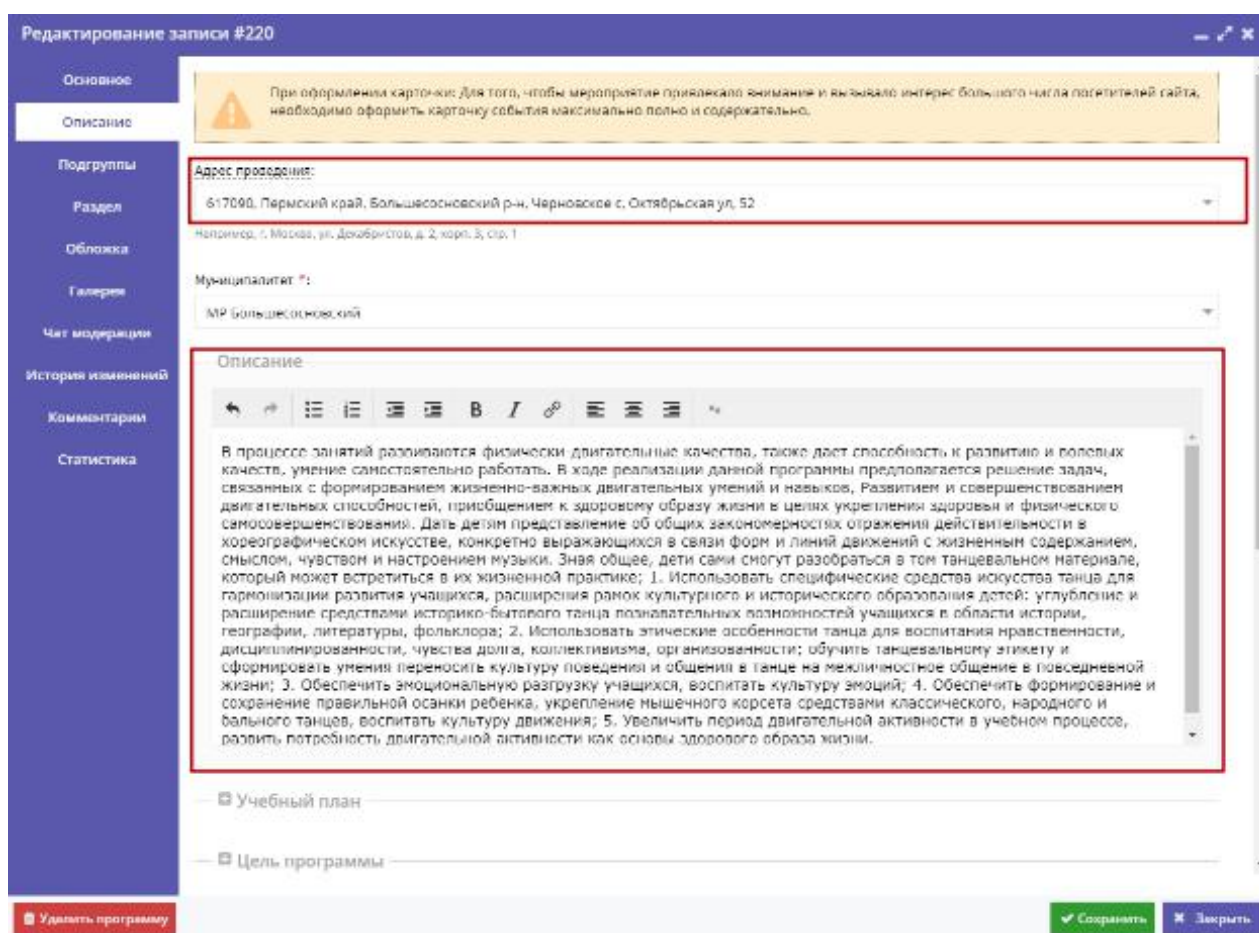 Редактирование записи #220
Основное
Описание
Подгруппы
Раздел
Обложка
Галерея
Чат модерации
История изменений
Комментарии
Статистика
При оформлении карточки: Для того, чтобы мероприятие привлекало внимание и вызывало интерес большого числа посетителей сайта,
необходимо оформить карточку события максимально полно и содержательно.
Адрес проведения:
617090, Пермский край, Большесосновский р-н, Черновское с, Октябрьская ул, 52
Например, г. Москва, ул. Декабристов, д. 2, корп. 3, стр. 1
Муниципалитет *:
МР Большесосновский
Описание
В процессе занятий развиваются физически-двигательные качества, также дает способность к развитию и волевых
качеств, умение самостоятельно работать. В ходе реализации данной программы предполагается решение задач,
связанных с формированием жизненно-важных двигательных умений и навыков, Развитием и совершенствованием
двигательных способностей, приобщением к здоровому образу жизни в целях укрепления здоровья и физического
самосовершенствования. Дать детям представление об общих закономерностях отражения действительности в
хореографическом искусстве, конкретно выражающихся в связи форм и линий движений с жизненным содержанием,
смыслом, чувством и настроением музыки. Зная общее, дети сами смогут разобраться в том танцевальном материале,
который может встретиться в их жизненной практике; 1. Использовать специфические средства искусства танца для
гармонизации развития учащихся, расширения рамок культурного и исторического образования детей: углубление и
расширение средствами историко-бытового танца познавательных возможностей учащихся в области истории,
географии, литературы, фольклора; 2. Использовать этические особенности танца для воспитания нравственности,
дисциплинированности, чувства долга, коллективизма, организованности; обучить танцевальному этикету и
сформировать умения переносить культуру поведения и общения в танце на межличностное общение в повседневной
жизни; 3. Обеспечить эмоциональную разгрузку учащихся, воспитать культуру эмоций; 4. Обеспечить формирование и
сохранение правильной осанки ребенка, укрепление мышечного корсета средствами классического, народного и
бального танцев, воспитать культуру движения; 5. Увеличить период двигательной активности в учебном процессе,
развить потребность двигательной активности как основы здорового образа жизни.
Учебный план
Цель программы
Удалить программу
Сохранить
Закрыть